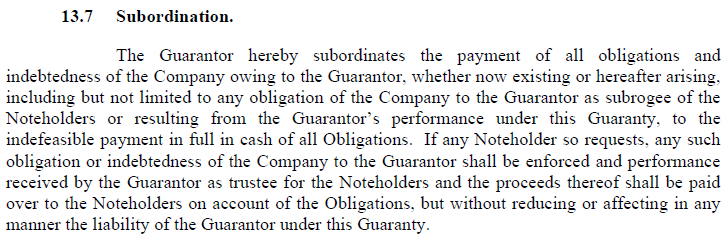 13.7 Subordination.
The Guarantor hereby subordinates the payment of all obligations and
indebtedness of the Company owing to the Guarantor, whether now existing or hereafter arising,
including but not limited to any obligation of the Company to the Guarantor as subrogee of the
Noteholders or resulting from the Guarantor's performance under this Guaranty, to the
indefeasible payment in full in cash of all Obligations. If any Noteholder so requests, any such
obligation or indebtedness of the Company to the Guarantor shall be enforced and performance
received by the Guarantor as trustee for the Noteholders and the proceeds thereof shall be paid
over to the Noteholders on account of the Obligations, but without reducing or affecting in any
manner the liability of the Guarantor under this Guaranty.